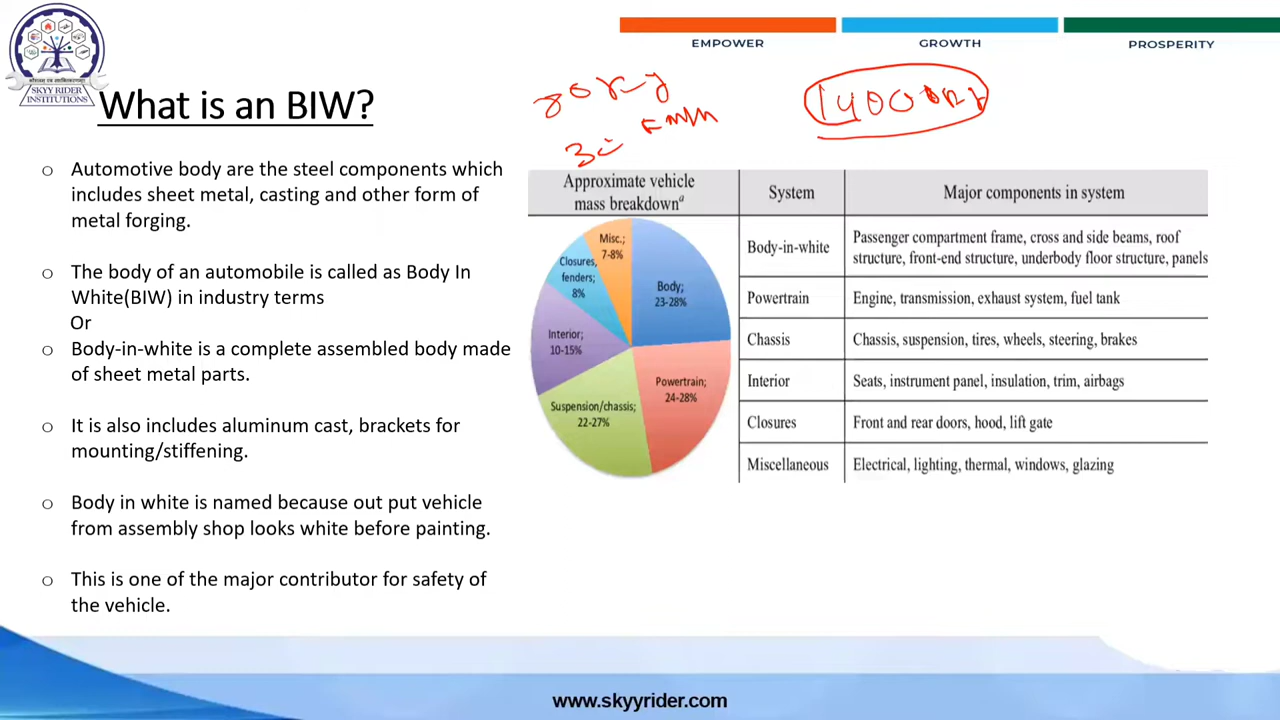 EMPOWER
GROWTH
PROSPERITY
SKYY RIDER
INSTITUTIONS
What is an BIW?
1400
o Automotive body are the steel components which
includes sheet metal, casting and other form of
metal forging.
o The body of an automobile is called as Body In
White(BIW) in industry terms
Or
o Body-in-white is a complete assembled body made
of sheet metal parts.
o It is also includes aluminum cast, brackets for
mounting/stiffening.
o Body in white is named because out put vehicle
from assembly shop looks white before painting.
o This is one of the major contributor for safety of
the vehicle.
Approximate vehicle
mass breakdownᵃ
Misc.;
7-8%
Closures,
fenders;
8%
Body;
23-28%
Interior;
10-15%
Powertrain;
24-28%
Suspension/chassis;
22-27%
System
Major components in system
Body-in-white
Passenger compartment frame, cross and side beams, roof
structure, front-end structure, underbody floor structure, panels
Powertrain
Engine, transmission, exhaust system, fuel tank
Chassis
Chassis, suspension, tires, wheels, steering, brakes
Interior
Seats, instrument panel, insulation, trim, airbags
Closures
Front and rear doors, hood, lift gate
Miscellaneous
Electrical, lighting, thermal, windows, glazing
www.skyyrider.com